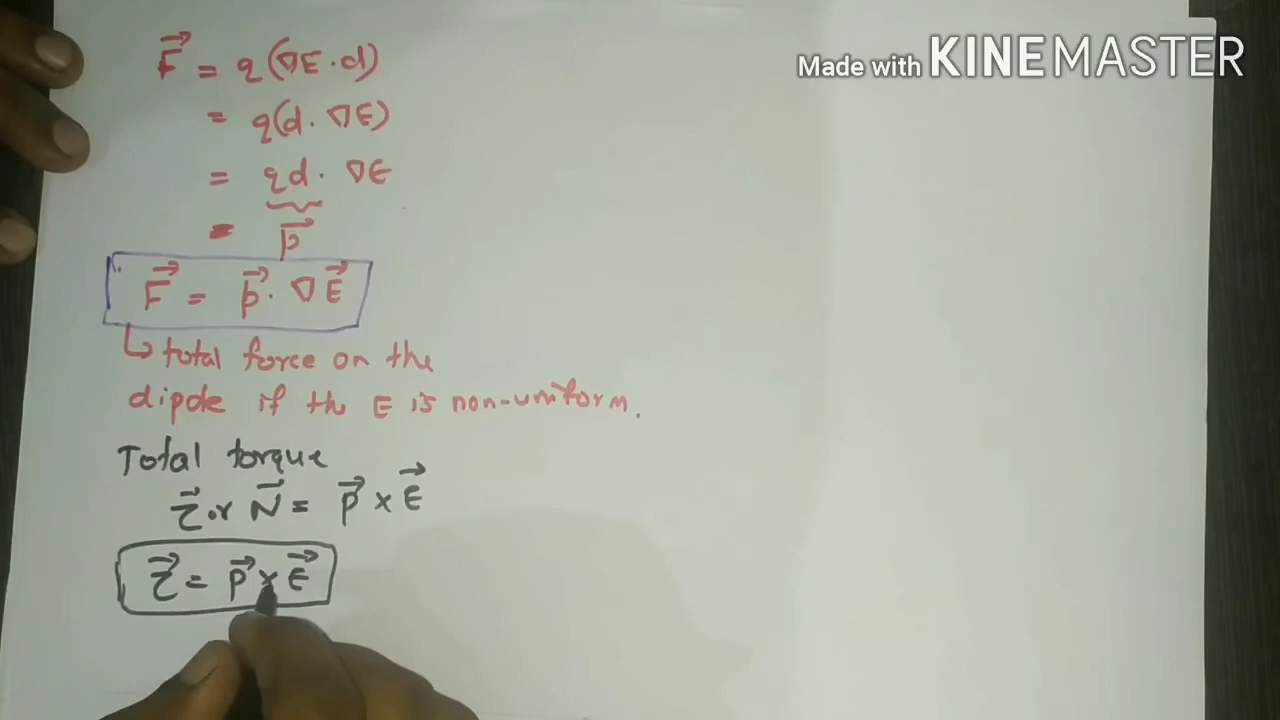 Made with KINEMASTER
F⃗ = q(∇E·d)
= q(d·∇E)
= qd·∇E
= p⃗
F⃗ = p⃗·∇E⃗
↳ total force on the
dipole if the E is non-uniform.
Total torque
τ⃗ or N⃗ = p⃗ × E⃗
τ⃗ = p⃗ × E⃗